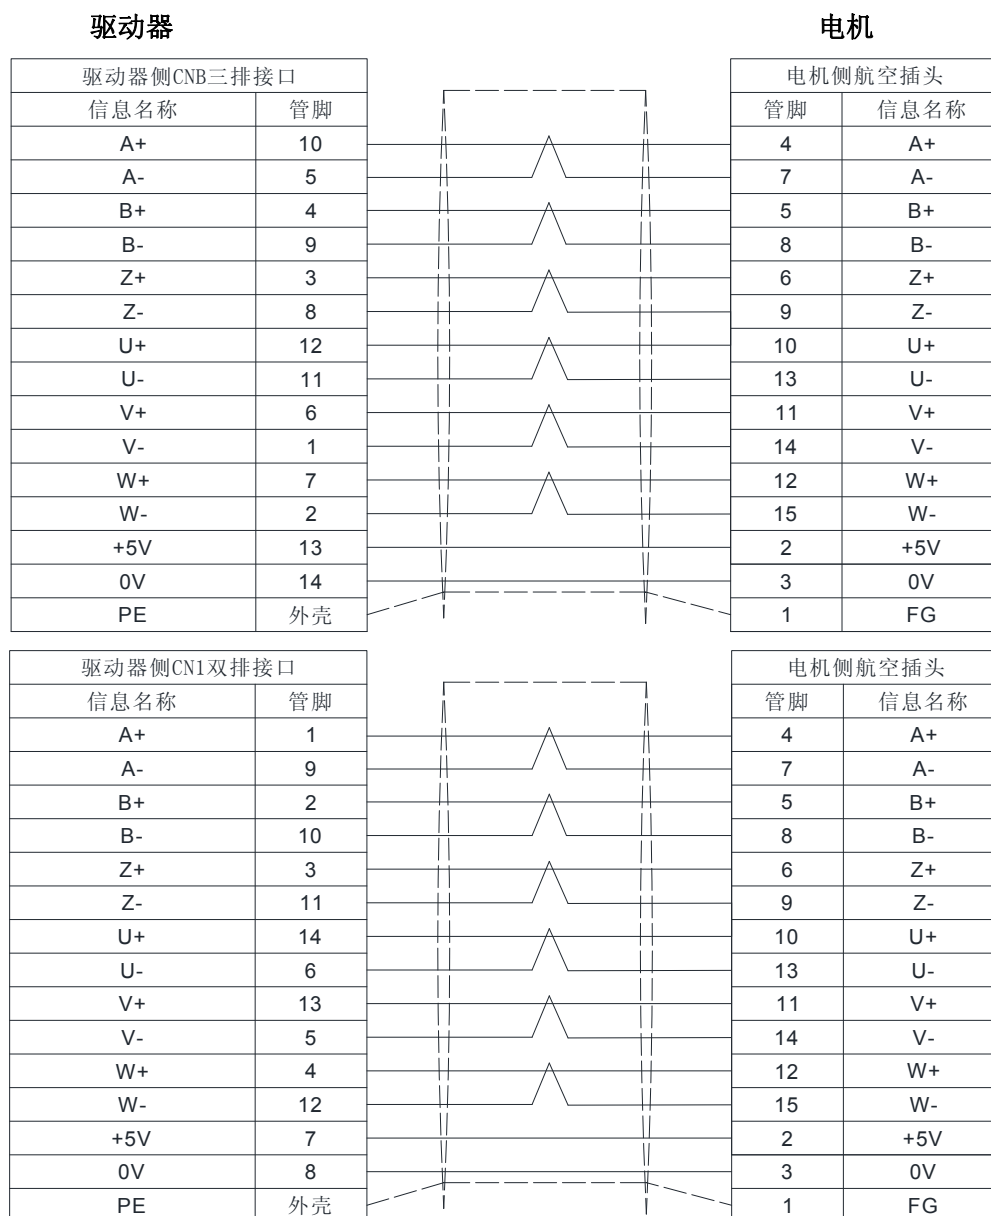 驱动器 电机
驱动器侧CNB三排接口 电机侧航空插头
信息名称 管脚 管脚 信息名称
A+ 10 4 A+
A- 5 7 A-
B+ 4 5 B+
B- 9 8 B-
Z+ 3 6 Z+
Z- 8 9 Z-
U+ 12 10 U+
U- 11 13 U-
V+ 6 11 V+
V- 1 14 V-
W+ 7 12 W+
W- 2 15 W-
+5V 13 2 +5V
0V 14 3 0V
PE 外壳 1 FG
驱动器侧CN1双排接口 电机侧航空插头
信息名称 管脚 管脚 信息名称
A+ 1 4 A+
A- 9 7 A-
B+ 2 5 B+
B- 10 8 B-
Z+ 3 6 Z+
Z- 11 9 Z-
U+ 14 10 U+
U- 6 13 U-
V+ 13 11 V+
V- 5 14 V-
W+ 4 12 W+
W- 12 15 W-
+5V 7 2 +5V
0V 8 3 0V
PE 外壳 1 FG